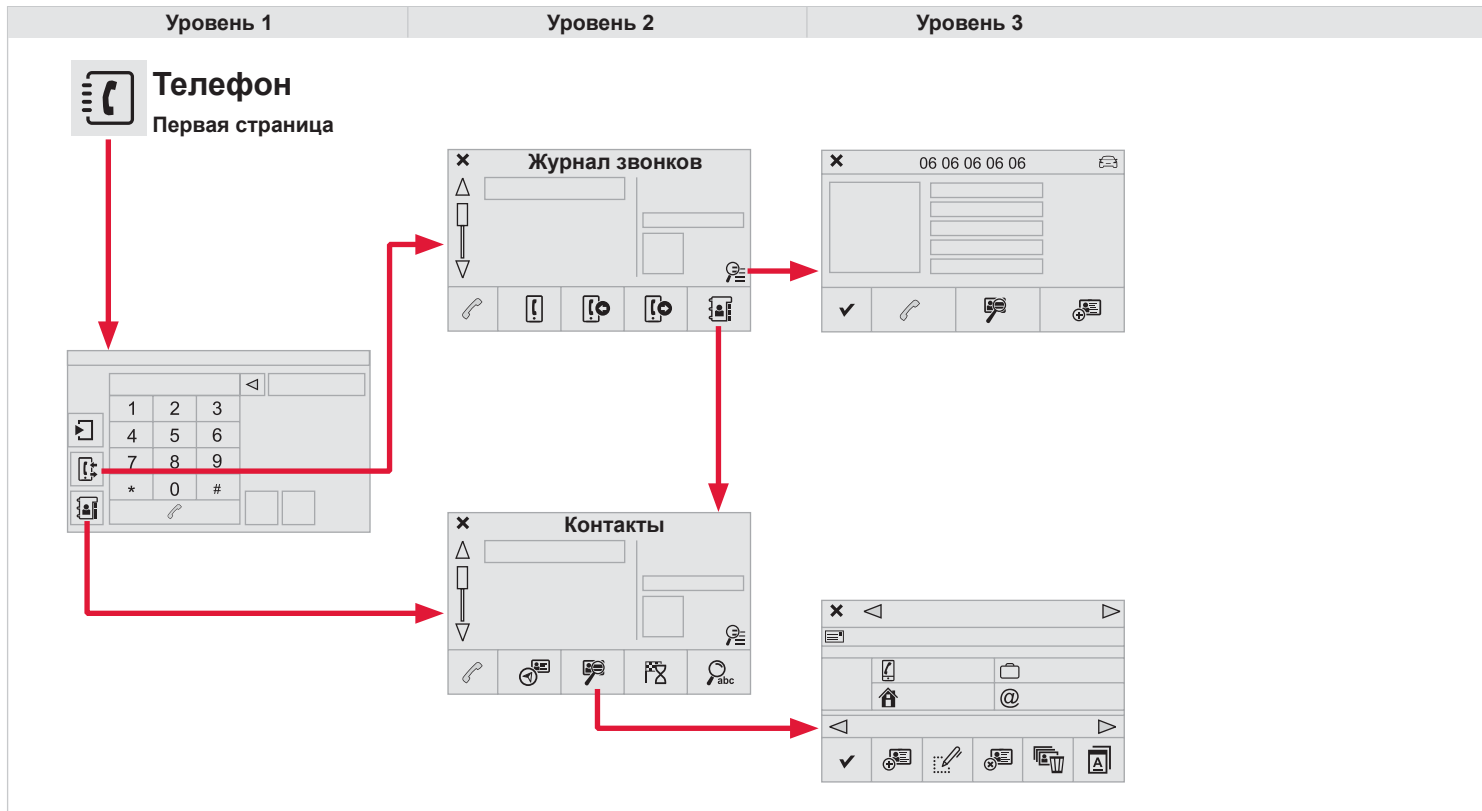 Уровень 1
Уровень 2
Уровень 3
Телефон
Первая страница
Журнал звонков
06 06 06 06 06
1 2 3
4 5 6
7 8 9
* 0 #
Контакты
abc
@
A